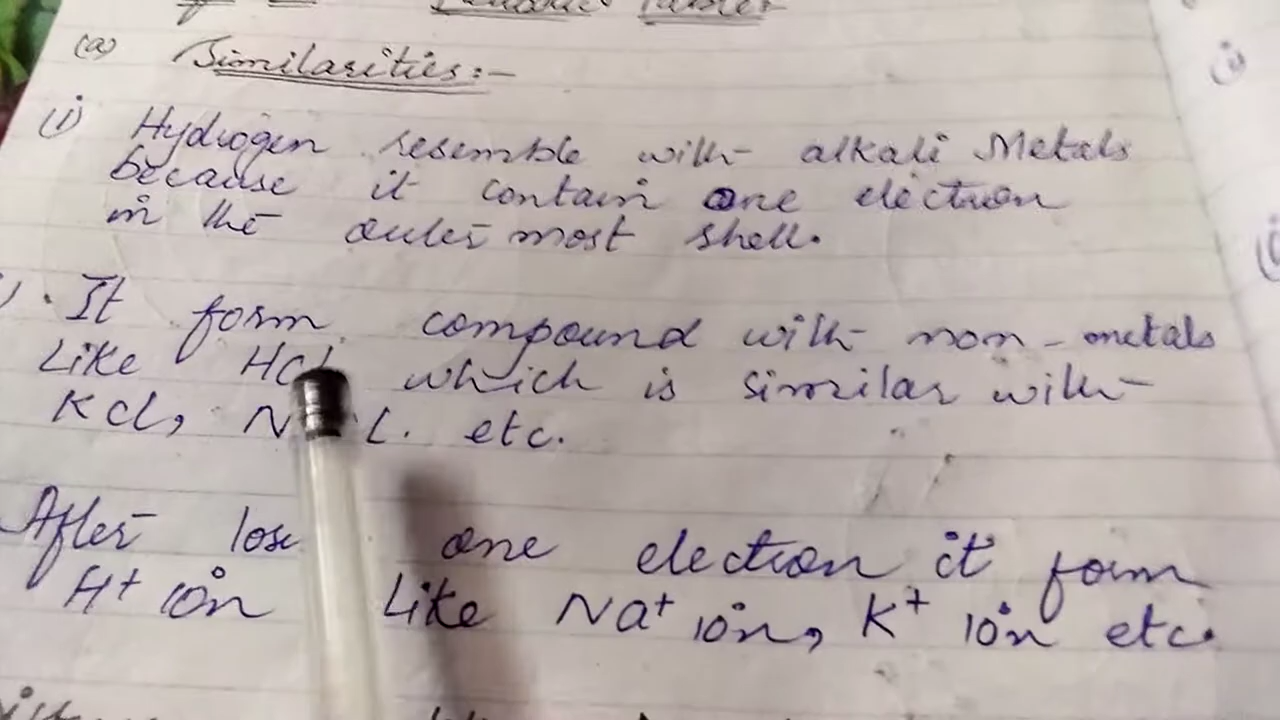 (a) Similarities:-
(i) Hydrogen resemble with alkali Metals
because it contain one electron
in the outer most shell.
It form compound with non-metals
Like HCl which is similar with
KCl, etc.
After lose one electron it form
H+ ion Like Na+ ion, K+ ion etc.